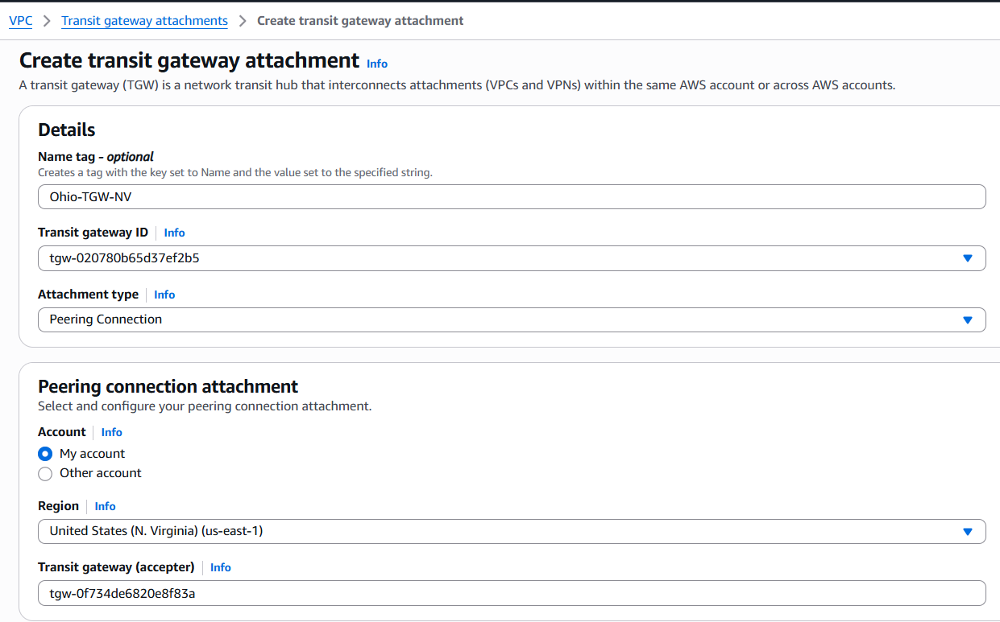 VPC > Transit gateway attachments > Create transit gateway attachment
Create transit gateway attachment Info
A transit gateway (TGW) is a network transit hub that interconnects attachments (VPCs and VPNs) within the same AWS account or across AWS accounts.
Details
Name tag - optional
Creates a tag with the key set to Name and the value set to the specified string.
Ohio-TGW-NV
Transit gateway ID Info
tgw-020780b65d37ef2b5
Attachment type Info
Peering Connection
Peering connection attachment
Select and configure your peering connection attachment.
Account Info
My account
Other account
Region Info
United States (N. Virginia) (us-east-1)
Transit gateway (accepter) Info
tgw-0f734de6820e8f83a